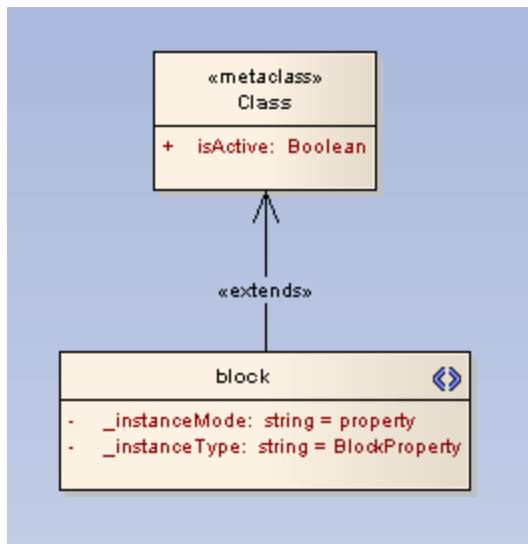 «metaclass»
Class
+ isActive: Boolean
«extends»
block
- _instanceMode: string = property
- _instanceType: string = BlockProperty